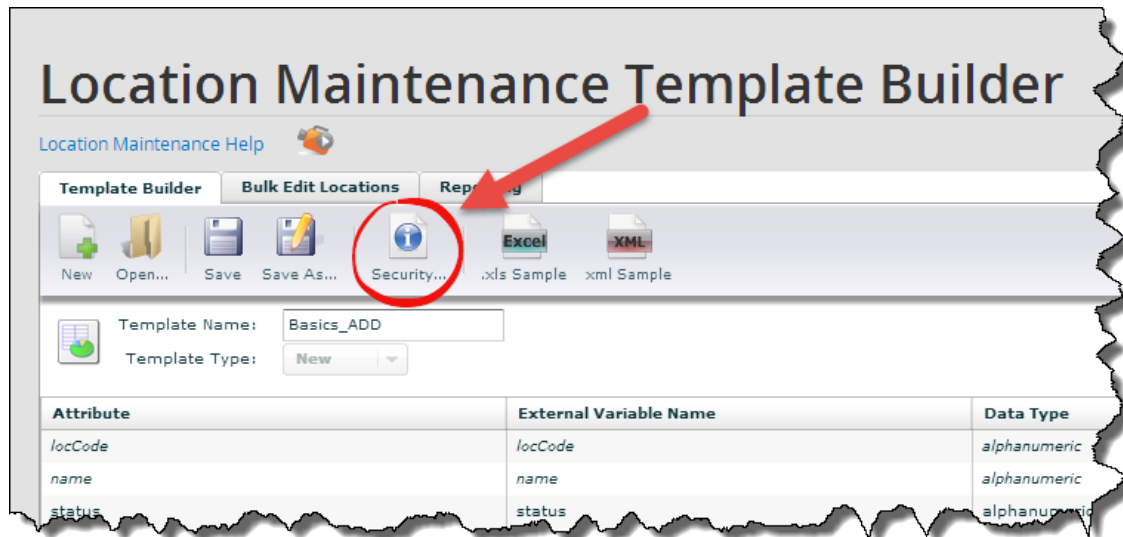 Location Maintenance Template Builder
Location Maintenance Help
Template Builder Bulk Edit Locations
Excel XML
New Open... Save Save As... Security... .xls Sample xml Sample
Template Name: Basics_ADD
Template Type: New
Attribute External Variable Name Data Type
locCode locCode alphanumeric
name name alphanumeric
status status